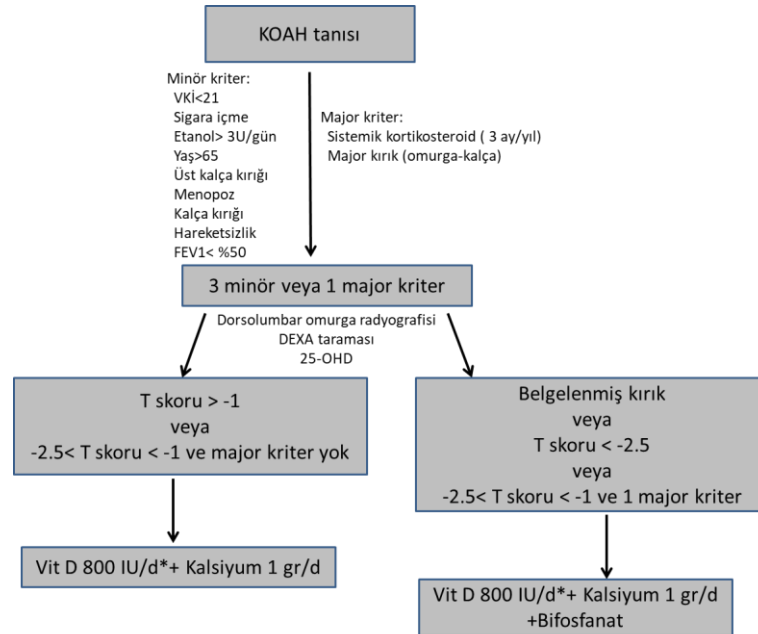 KOAH tanısı
Minör kriter:
VKİ<21
Sigara içme
Etanol> 3U/gün
Yaş>65
Üst kalça kırığı
Menopoz
Kalça kırığı
Hareketsizlik
FEV1< %50
Major kriter:
Sistemik kortikosteroid ( 3 ay/yıl)
Major kırık (omurga-kalça)
3 minör veya 1 major kriter
Dorsolumbar omurga radyografisi
DEXA taraması
25-OHD
T skoru > -1
veya
-2.5< T skoru < -1 ve major kriter yok
Belgelenmiş kırık
veya
T skoru < -2.5
veya
-2.5< T skoru < -1 ve 1 major kriter
Vit D 800 IU/d*+ Kalsiyum 1 gr/d
Vit D 800 IU/d*+ Kalsiyum 1 gr/d
+Bifosfanat